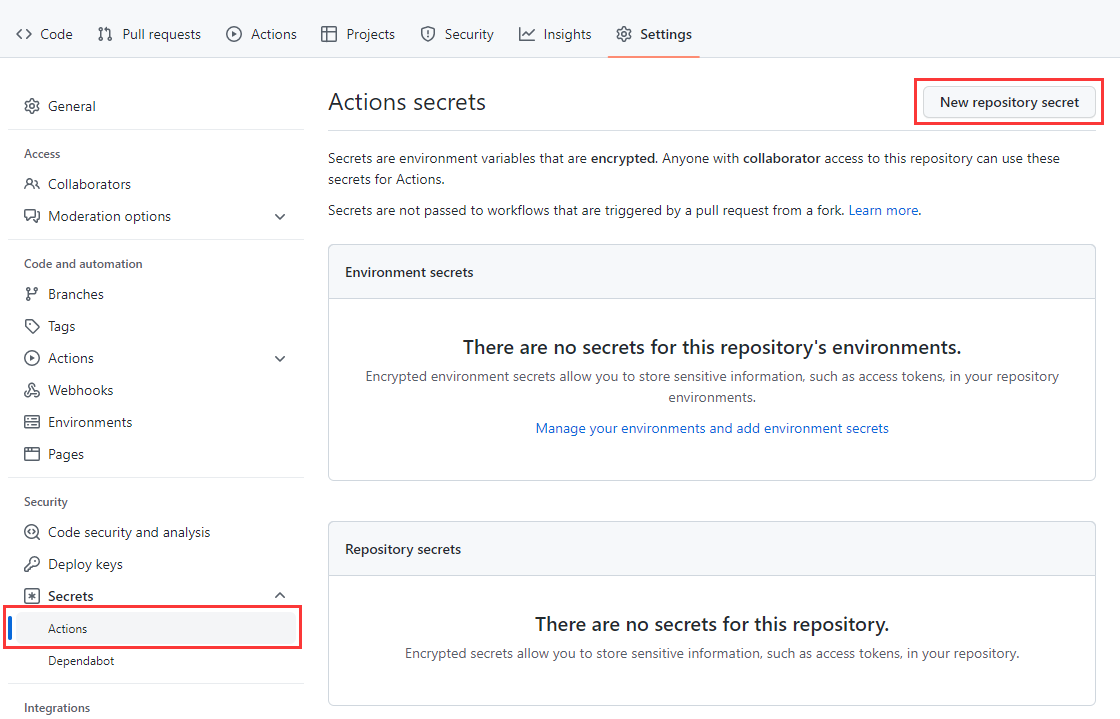 Code Pull requests Actions Projects Security Insights Settings
General
Access
Collaborators
Moderation options
Code and automation
Branches
Tags
Actions
Webhooks
Environments
Pages
Security
Code security and analysis
Deploy keys
Secrets
Actions
Dependabot
Integrations
Actions secrets
New repository secret
Secrets are environment variables that are encrypted. Anyone with collaborator access to this repository can use these
secrets for Actions.
Secrets are not passed to workflows that are triggered by a pull request from a fork. Learn more.
Environment secrets
There are no secrets for this repository's environments.
Encrypted environment secrets allow you to store sensitive information, such as access tokens, in your repository
environments.
Manage your environments and add environment secrets
Repository secrets
There are no secrets for this repository.
Encrypted secrets allow you to store sensitive information, such as access tokens, in your repository.